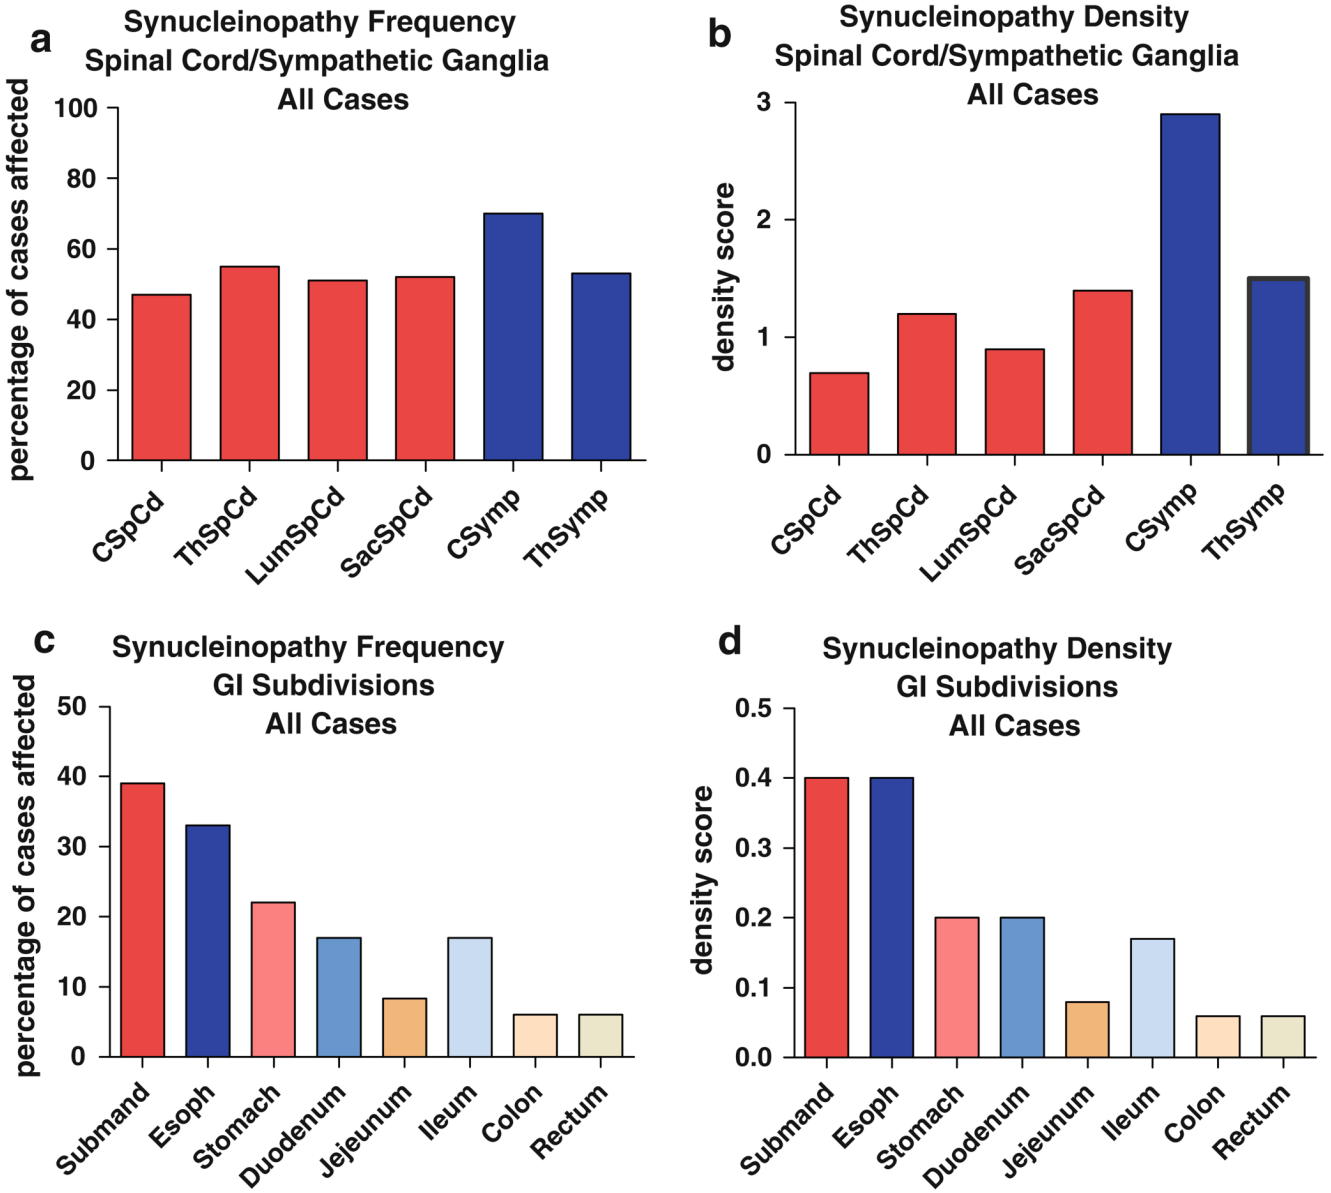 a
Synucleinopathy Frequency
Spinal Cord/Sympathetic Ganglia
All Cases
percentage of cases affected
100
80
60
40
20
0
CSpCd
ThSpCd
LumSpCd
SacSpCd
CSymp
ThSymp
b
Synucleinopathy Density
Spinal Cord/Sympathetic Ganglia
All Cases
density score
3
2
1
0
CSpCd
ThSpCd
LumSpCd
SacSpCd
CSymp
ThSymp
c
Synucleinopathy Frequency
GI Subdivisions
All Cases
percentage of cases affected
50
40
30
20
10
0
Submand
Esoph
Stomach
Duodenum
Jejeunum
Ileum
Colon
Rectum
d
Synucleinopathy Density
GI Subdivisions
All Cases
density score
0.5
0.4
0.3
0.2
0.1
0.0
Submand
Esoph
Stomach
Duodenum
Jejeunum
Ileum
Colon
Rectum